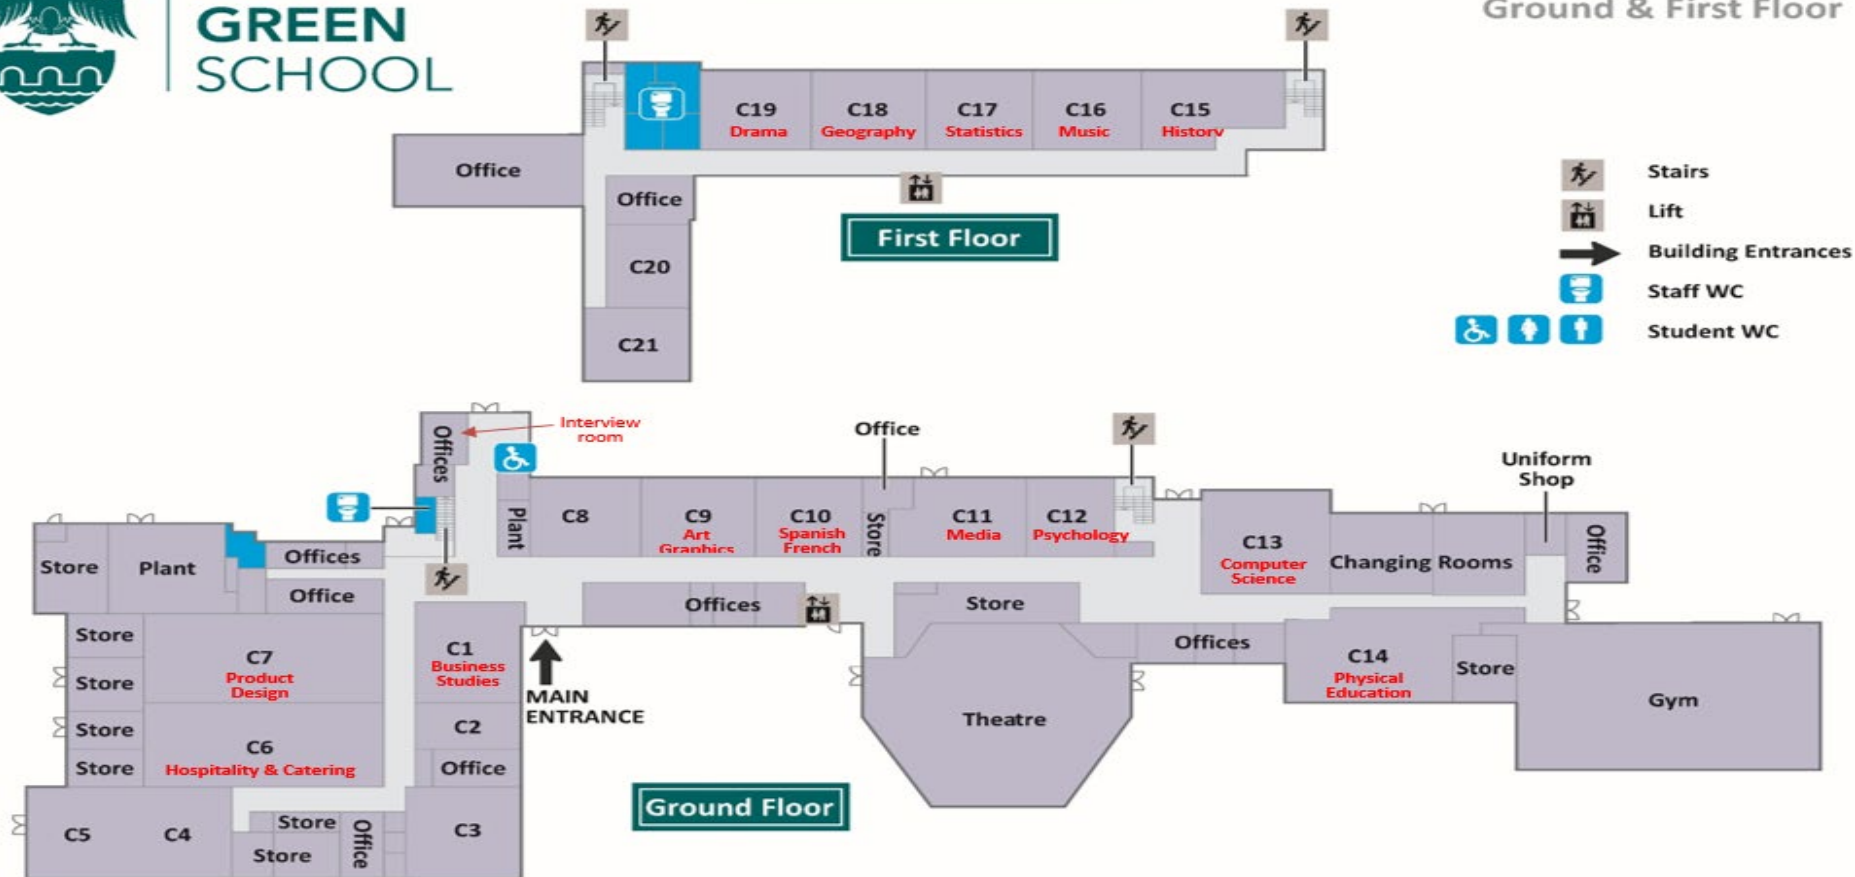 GREEN
SCHOOL
Ground & First Floor
C19
Drama
C18
Geography
C17
Statistics
C16
Music
C15
History
Office
Office
C20
C21
First Floor
Stairs
Lift
Building Entrances
Staff WC
Student WC
Interview
room
Offices
Office
Uniform
Shop
Plant
C8
C9
Art
Graphics
C10
Spanish
French
Store
C11
Media
C12
Psychology
C13
Computer
Science
Changing Rooms
Office
Store
Plant
Offices
Office
Offices
Store
Store
C7
Product
Design
Store
C1
Business
Studies
MAIN
ENTRANCE
Offices
C14
Physical
Education
Store
Gym
Theatre
Store
C6
Hospitality & Catering
Store
C2
Office
Ground Floor
C5
C4
Store
Store
Office
C3